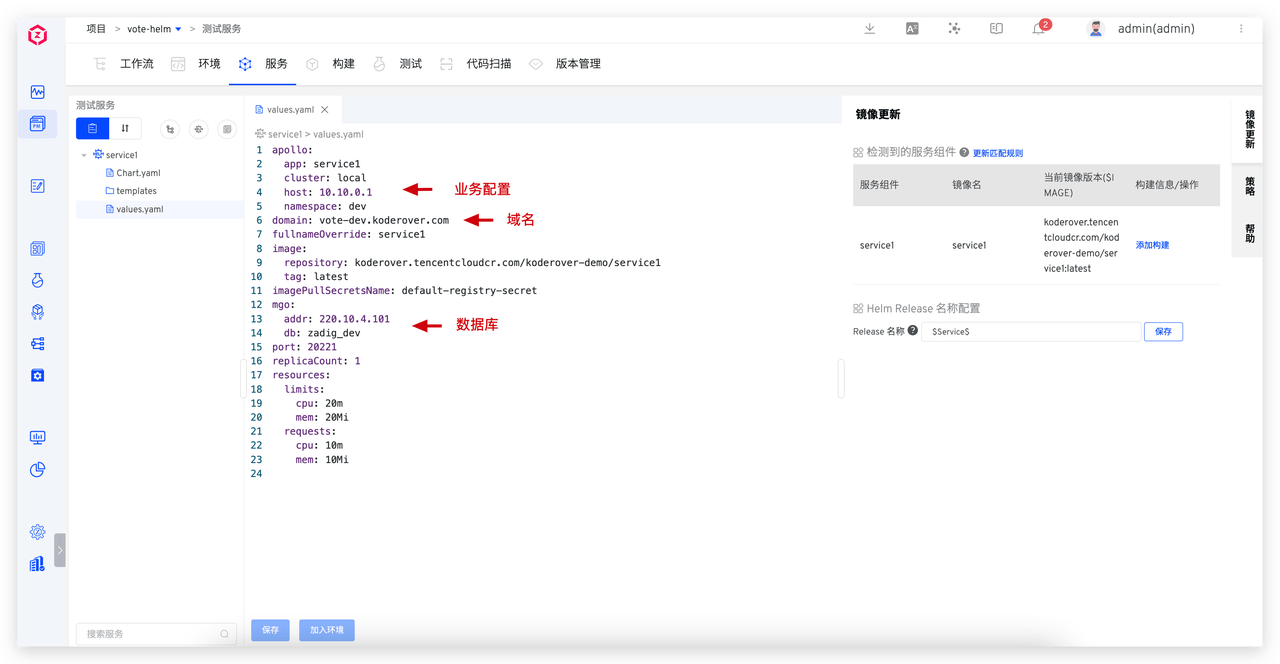 项目 > vote-helm > 测试服务
2
admin(admin)
工作流 环境 服务 构建 测试 代码扫描 版本管理
测试服务
service1
Chart.yaml
templates
values.yaml
搜索服务
values.yaml
service1 > values.yaml
1 apollo:
2 app: service1
3 cluster: local
4 host: 10.10.0.1
业务配置
5 namespace: dev
6 domain: vote-dev.koderover.com
域名
7 fullnameOverride: service1
8 image:
9 repository: koderover.tencentcloudcr.com/koderover-demo/service1
10 tag: latest
11 imagePullSecretsName: default-registry-secret
12 mgo:
13 addr: 220.10.4.101
数据库
14 db: zadig_dev
15 port: 20221
16 replicaCount: 1
17 resources:
18 limits:
19 cpu: 20m
20 mem: 20Mi
21 requests:
22 cpu: 10m
23 mem: 10Mi
24
保存 加入环境
镜像更新
检测到的服务组件 更新匹配规则
服务组件 镜像名 当前镜像版本($I
MAGE) 构建信息/操作
service1 service1 koderover.tencen
tcloudcr.com/kod
erover-demo/ser
vice1:latest 添加构建
Helm Release 名称配置
Release 名称 $Service$ 保存
镜像更新
策略
帮助